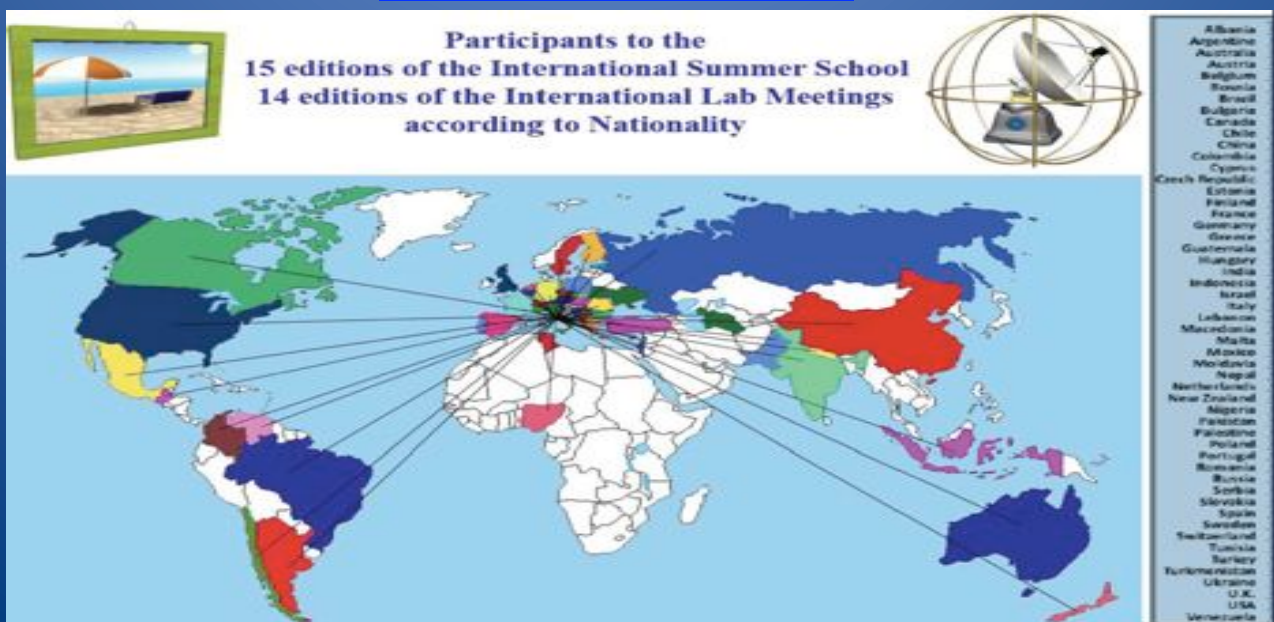 Participants to the
15 editions of the International Summer School
14 editions of the International Lab Meetings
according to Nationality
Albania
Argentine
Australia
Austria
Belgium
Bosnia
Brazil
Bulgaria
Canada
Chile
China
Colombia
Cyprus
Czech Republic
Estonia
Finland
France
Germany
Greece
Guatemala
Hungary
India
Indonesia
Israel
Italy
Lebanon
Macedonia
Malta
Mexico
Moldavia
Nepal
Netherlands
New Zealand
Nigeria
Pakistan
Palestine
Poland
Portugal
Romania
Russia
Serbia
Slovakia
Spain
Sweden
Switzerland
Tunisia
Turkey
Turkmenistan
Ukraine
U.K.
USA
Venezuela